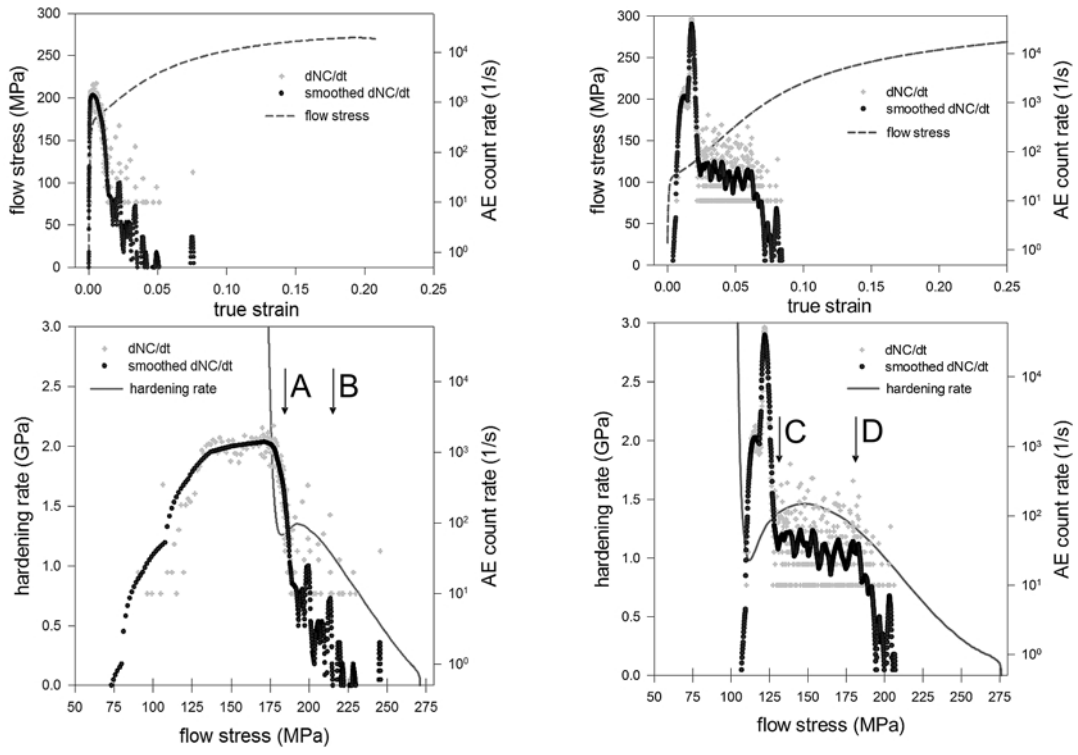 flow stress (MPa)
300
250
200
150
100
50
0
dNC/dt
smoothed dNC/dt
flow stress
10⁴
10³
10²
10¹
10⁰
AE count rate (1/s)
0.00 0.05 0.10 0.15 0.20 0.25
true strain
flow stress (MPa)
300
250
200
150
100
50
0
dNC/dt
smoothed dNC/dt
flow stress
10⁴
10³
10²
10¹
10⁰
AE count rate (1/s)
0.00 0.05 0.10 0.15 0.20 0.25
true strain
hardening rate (GPa)
3.0
2.5
2.0
1.5
1.0
0.5
0.0
dNC/dt
smoothed dNC/dt
hardening rate
A B
10⁴
10³
10²
10¹
10⁰
AE count rate (1/s)
50 75 100 125 150 175 200 225 250 275
flow stress (MPa)
hardening rate (GPa)
3.0
2.5
2.0
1.5
1.0
0.5
0.0
dNC/dt
smoothed dNC/dt
hardening rate
C D
10⁴
10³
10²
10¹
10⁰
AE count rate (1/s)
50 75 100 125 150 175 200 225 250 275
flow stress (MPa)